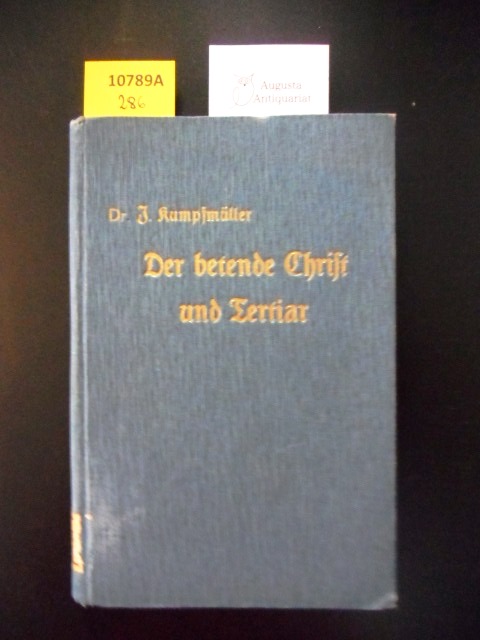 10789A
286
Augusta
Antiquariat
Dr. J. Kumpfmüller
Der betende Christ
und Tertiar